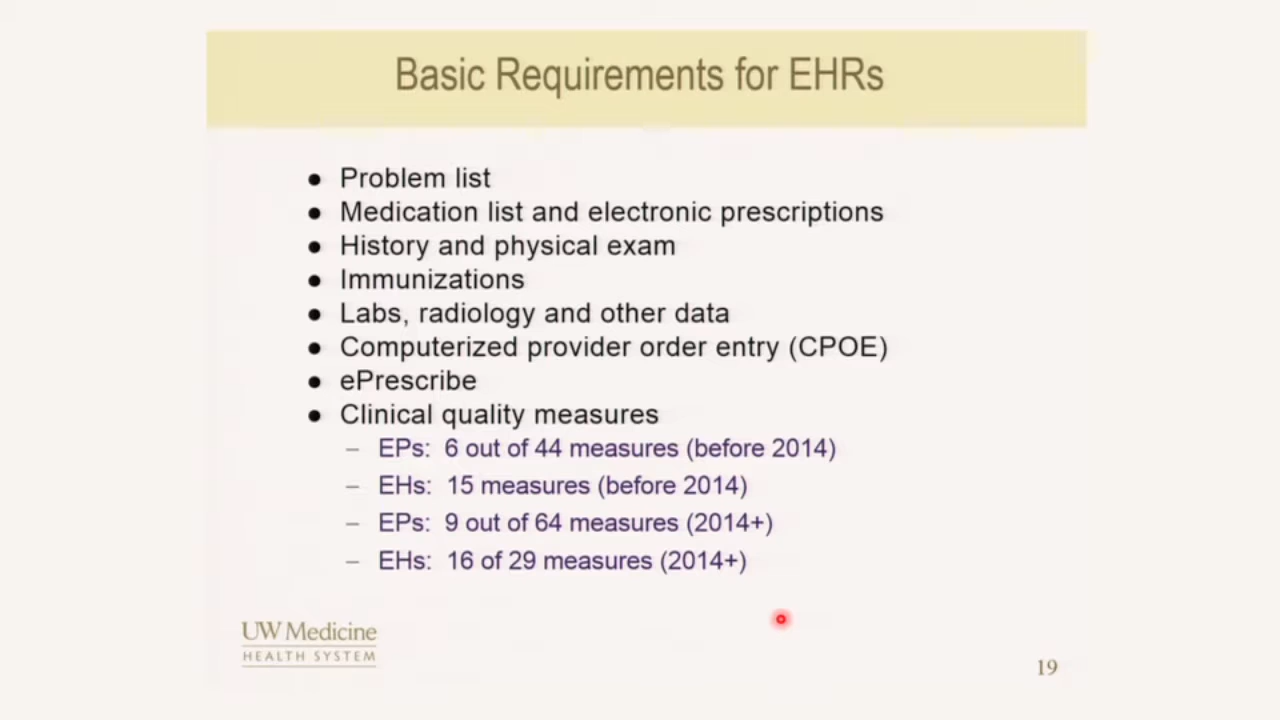 Basic Requirements for EHRs
● Problem list
● Medication list and electronic prescriptions
● History and physical exam
● Immunizations
● Labs, radiology and other data
● Computerized provider order entry (CPOE)
● ePrescribe
● Clinical quality measures
– EPs: 6 out of 44 measures (before 2014)
– EHs: 15 measures (before 2014)
– EPs: 9 out of 64 measures (2014+)
– EHs: 16 of 29 measures (2014+)
UW Medicine
HEALTH SYSTEM
19